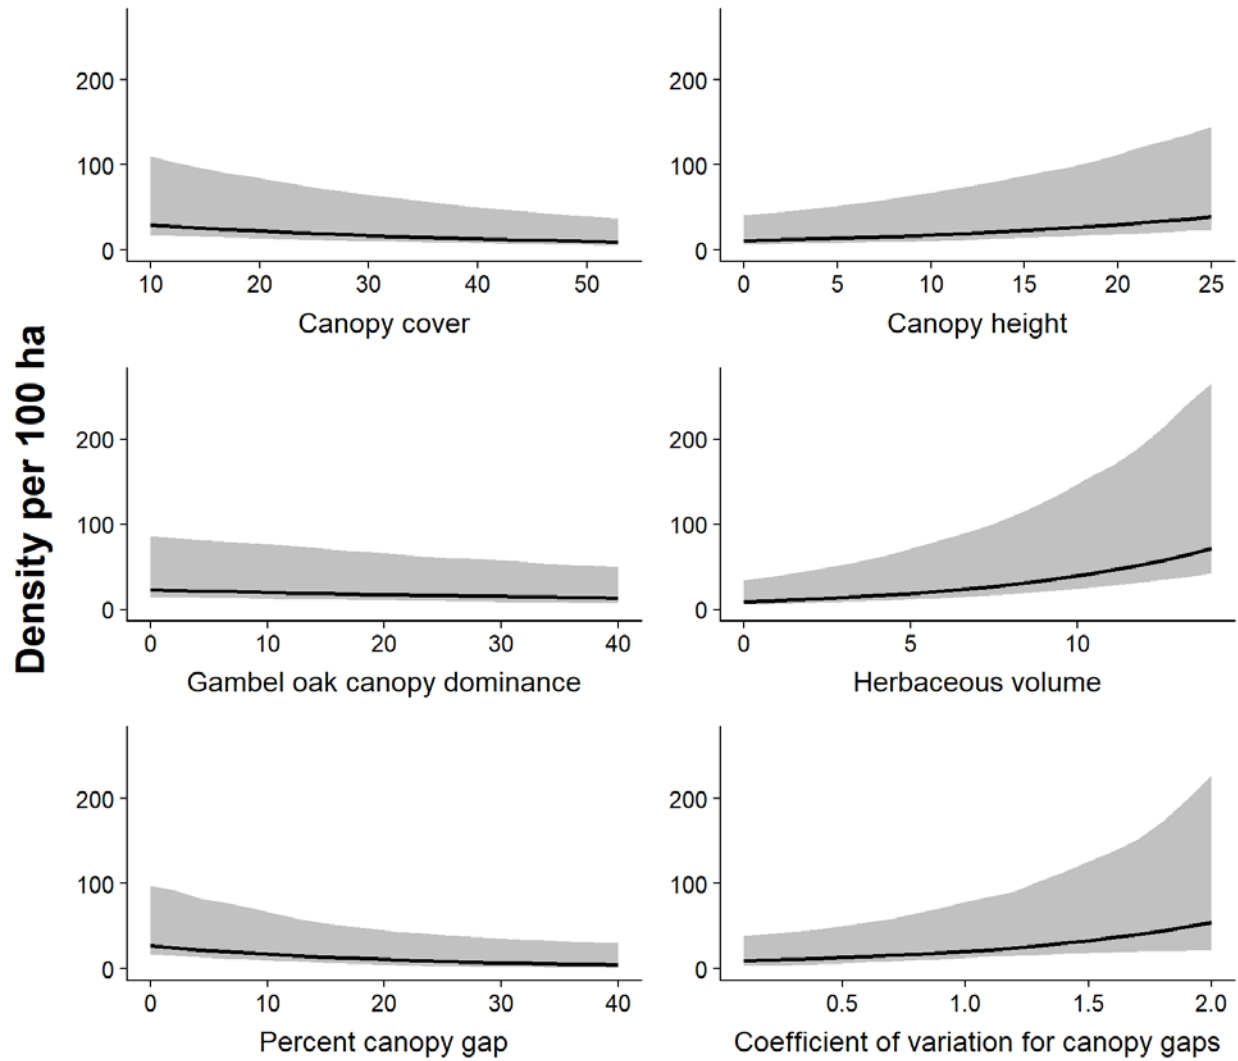 Density per 100 ha
200
100
0
10 20 30 40 50
Canopy cover
200
100
0
0 5 10 15 20 25
Canopy height
200
100
0
0 10 20 30 40
Gambel oak canopy dominance
200
100
0
0 5 10
Herbaceous volume
200
100
0
0 10 20 30 40
Percent canopy gap
200
100
0
0.5 1.0 1.5 2.0
Coefficient of variation for canopy gaps